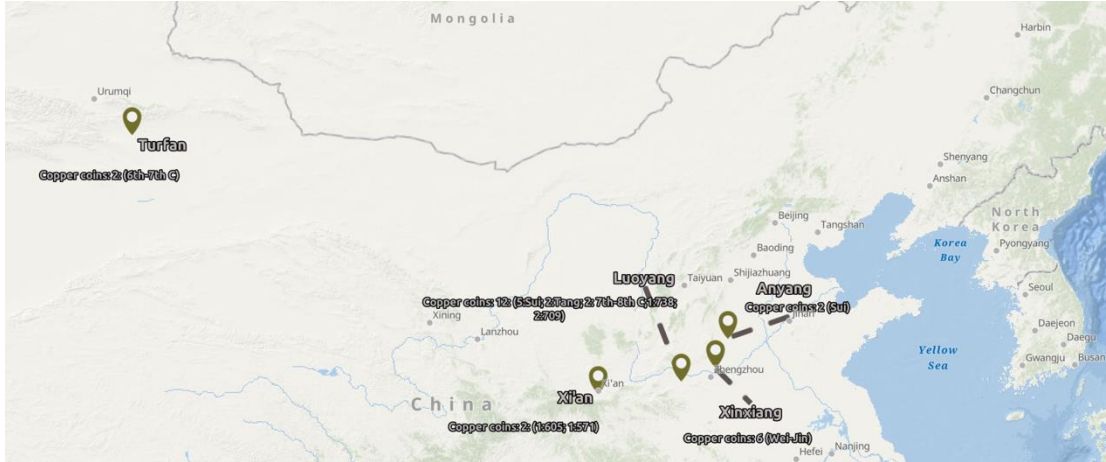 Mongolia
Harbin
Changchun
Urumqi
Turfan
Copper coins: 2: (6th-7th C)
Shenyang
Anshan
North
Korea
Beijing
Tangshan
Pyongyang
Korea
Bay
Baoding
Luoyang
Taiyuan
Shijiazhuang
Anyang
Seoul
Copper coins: 12: (5:Sui; 2:Tang; 2: 7th-8th C;1:738;
2:709)
Copper coins: 2 (Sui)
Jinan
Xining
Lanzhou
Daejeon
Daegu
Yellow
Sea
Gwangju
Busan
Zhengzhou
Xi'an
Xi'an
China
Xinxiang
Copper coins: 2: (1:605; 1:571)
Copper coins: 6 (Wei-Jin)
Hefei
Nanjing